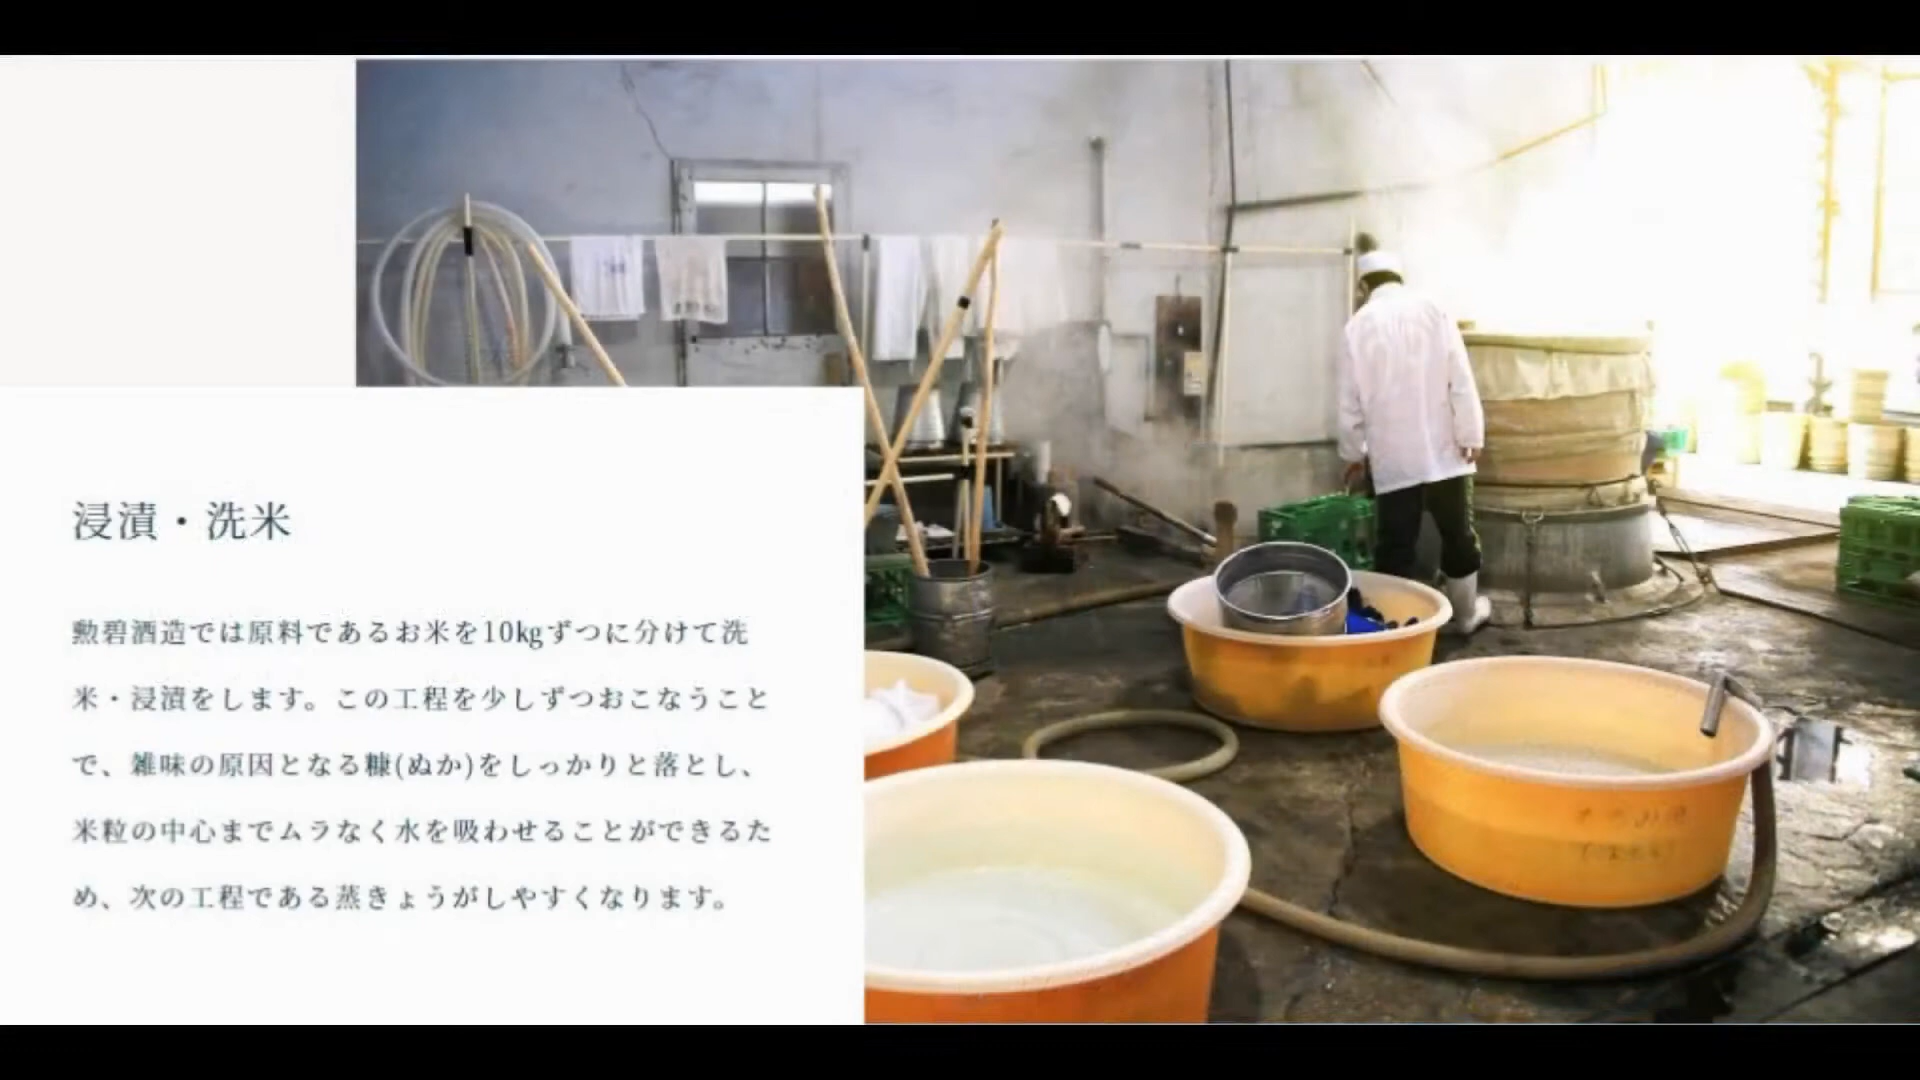 浸漬・洗米
勲碧酒造では原料であるお米を10kgずつに分けて洗
米・浸漬をします。この工程を少しずつおこなうこと
で、雑味の原因となる糠(ぬか)をしっかりと落とし、
米粒の中心までムラなく水を吸わせることができるた
め、次の工程である蒸きょうがしやすくなります。